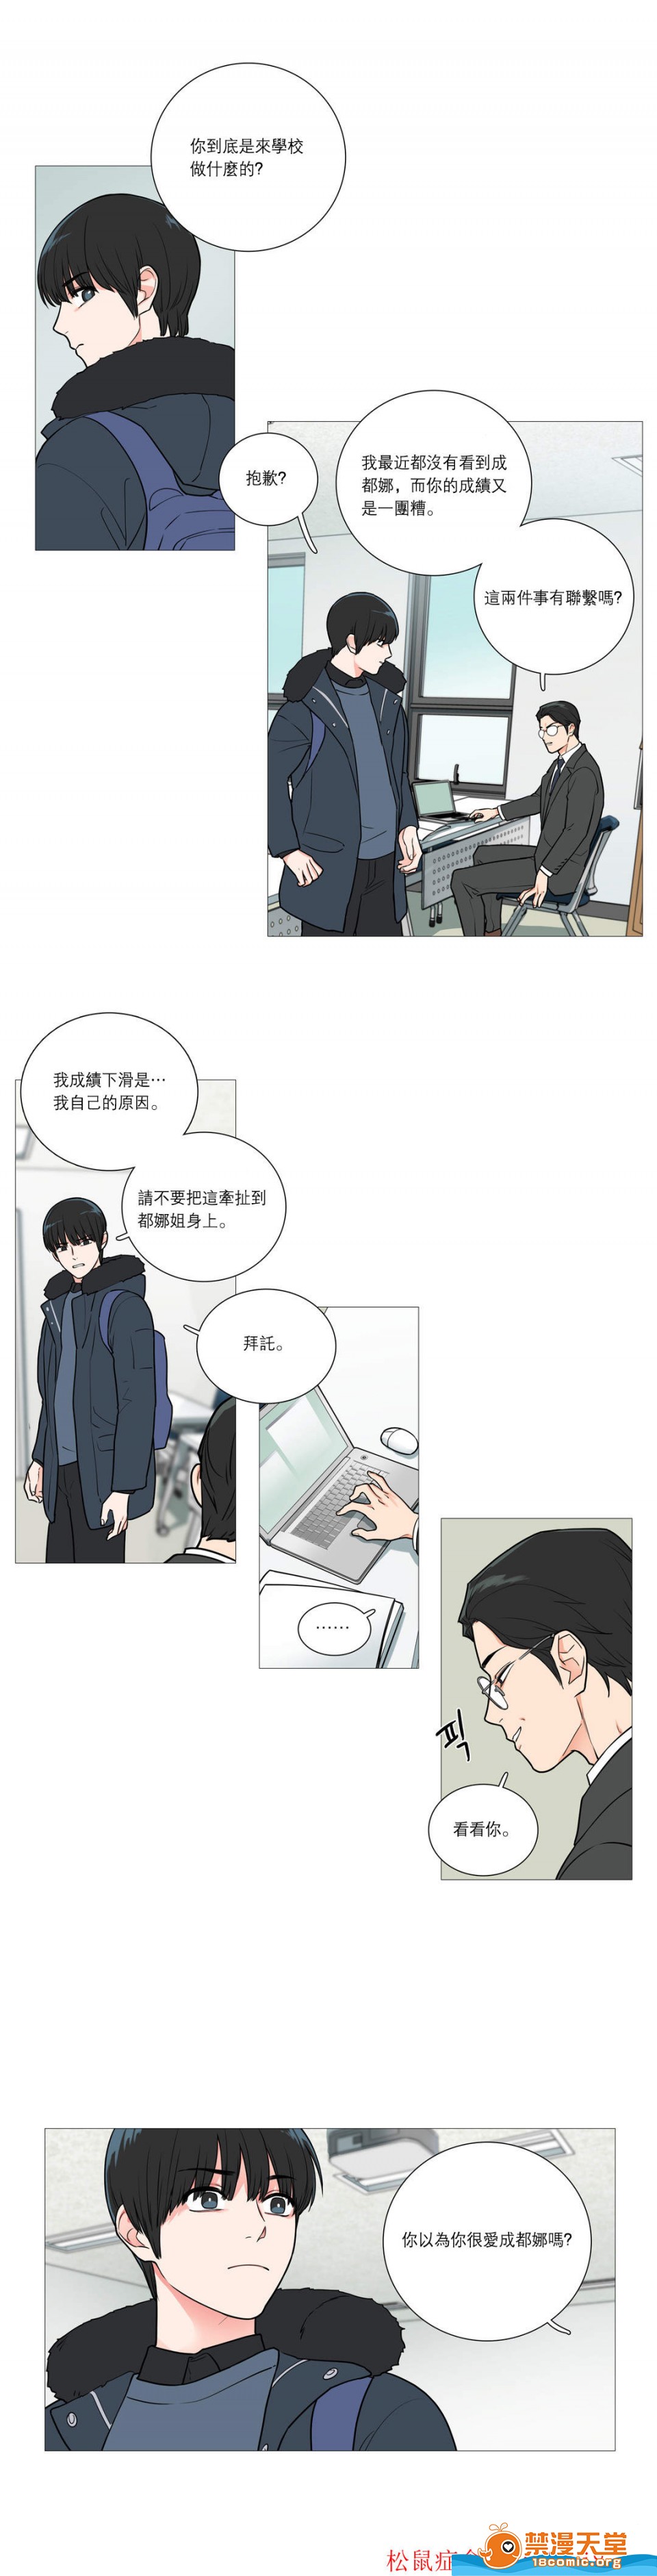 你到底是來學校
做什麼的?
抱歉?
我最近都沒有看到成
都娜，而你的成績又
是一團糟。
這兩件事有聯繫嗎?
我成績下滑是⋯
我自己的原因。
請不要把這牽扯到
都娜姐身上。
拜託。
⋯⋯
픽
看看你。
你以為你很愛成都娜嗎?
松鼠症
禁漫天堂
18comic.org